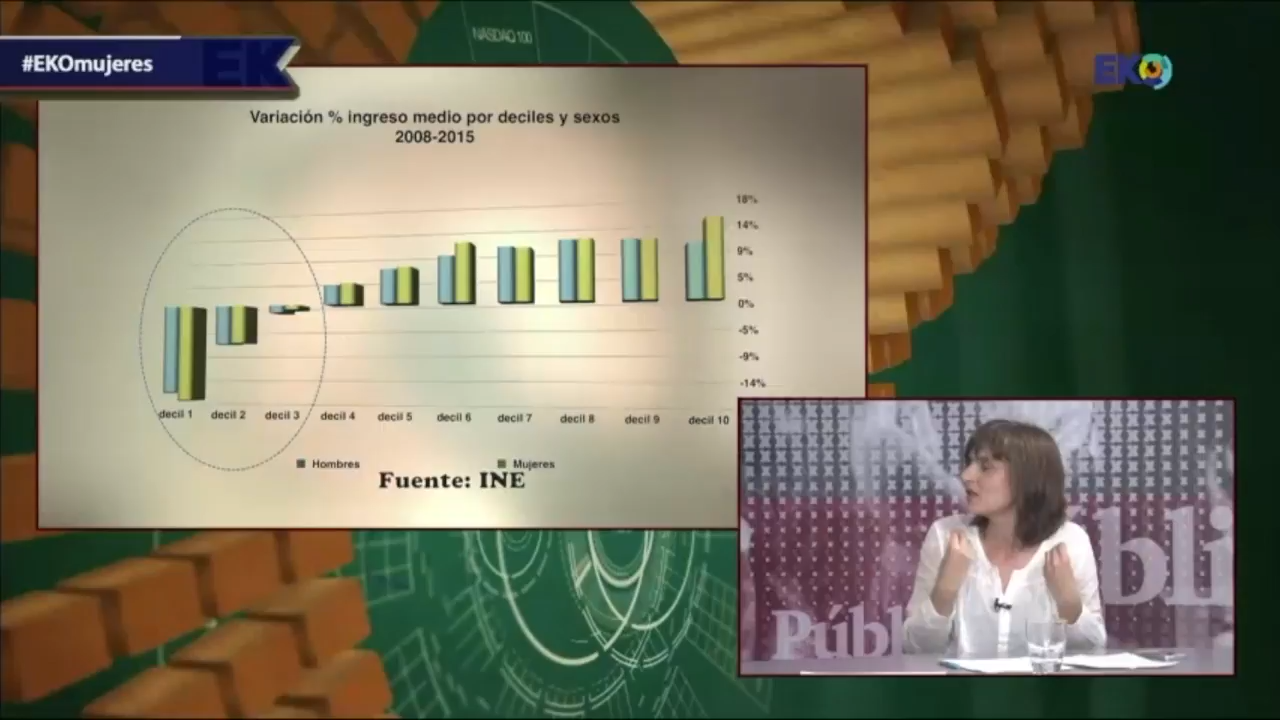 NASDAQ 100
#EKOmujeres
EK
EKO
Variación % ingreso medio por deciles y sexos
2008-2015
18%
14%
9%
5%
0%
-5%
-9%
-14%
decil 1 decil 2 decil 3 decil 4 decil 5 decil 6 decil 7 decil 8 decil 9 decil 10
Hombres Mujeres
Fuente: INE
Públ
bli